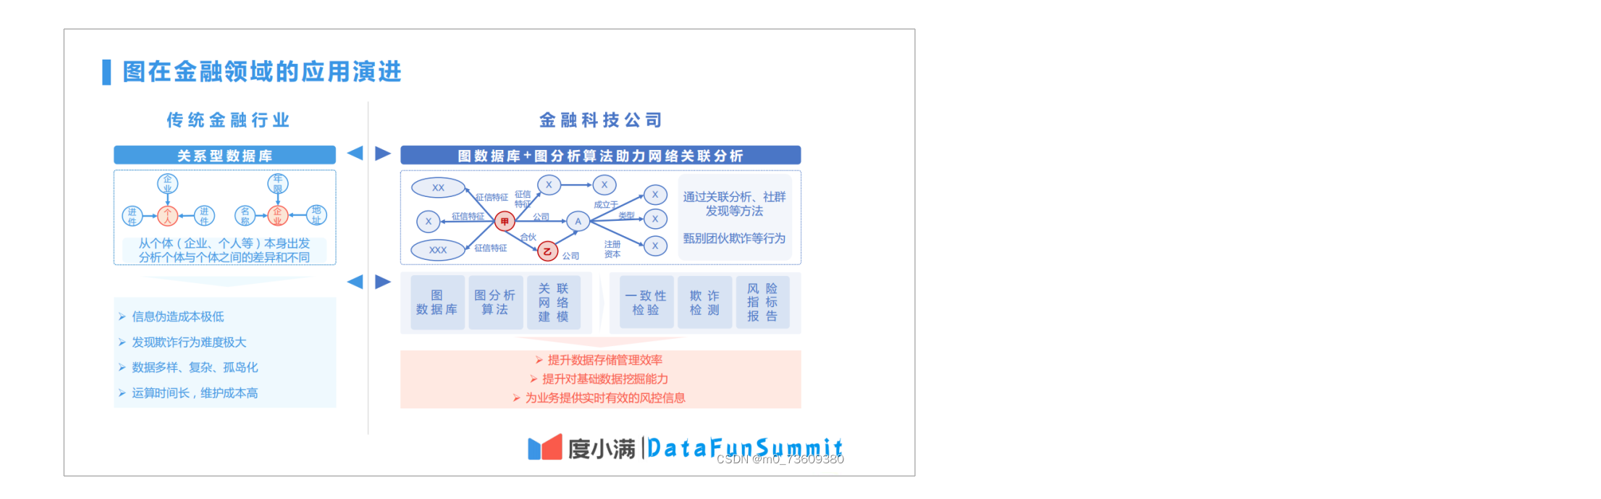 图在金融领域的应用演进
传统金融行业
金融科技公司
关系型数据库
图数据库+图分析算法助力网络关联分析
企业
年限
进件
个人
进件
名称
企业
地址
从个体（企业、个人等）本身出发
分析个体与个体之间的差异和不同
XX
征信特征
征信
特征
X
X
X
成立于
X
征信特征
甲
公司
A
类型
X
合伙
XXX
征信特征
乙
公司
注册
资本
X
通过关联分析、社群
发现等方法
甄别团伙欺诈等行为
图
数据库
图分析
算法
关联
网络
建模
一致性
检验
欺诈
检测
风险
指标
报告
➢ 信息伪造成本极低
➢ 发现欺诈行为难度极大
➢ 数据多样、复杂、孤岛化
➢ 运算时间长，维护成本高
➢ 提升数据存储管理效率
➢ 提升对基础数据挖掘能力
➢ 为业务提供实时有效的风控信息
度小满|DataFunSummit
CSDN @m0_73609380